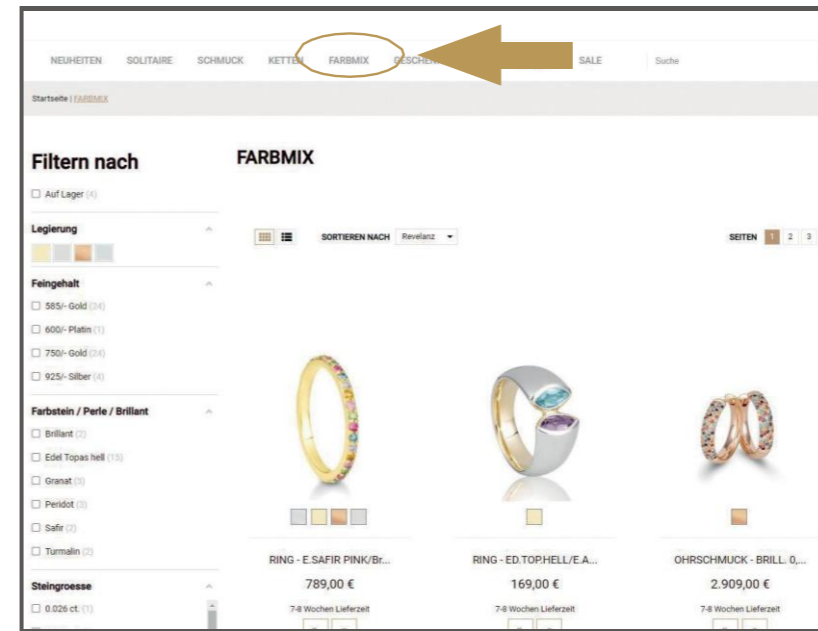 NEUHEITEN SOLITAIRE SCHMUCK KETTEN FARBMIX GESCHEN SALE Suche
Startseite | FARBMIX
Filtern nach
FARBMIX
Auf Lager (4)
Legierung
SORTIEREN NACH Revelanz
SEITEN 1 2 3
Feingehalt
585/- Gold (24)
600/- Platin (1)
750/- Gold (24)
925/- Silber (4)
Farbstein / Perle / Brillant
Brillant (2)
Edel Topas hell (15)
Granat (3)
Peridot (3)
Safir (2)
Turmalin (2)
Steingroesse
0.026 ct. (1)
RING - E.SAFIR PINK/Br...
789,00 €
7-8 Wochen Lieferzeit
RING - ED.TOP.HELL/E.A...
169,00 €
7-8 Wochen Lieferzeit
OHRSCHMUCK - BRILL. 0,...
2.909,00 €
7-8 Wochen Lieferzeit